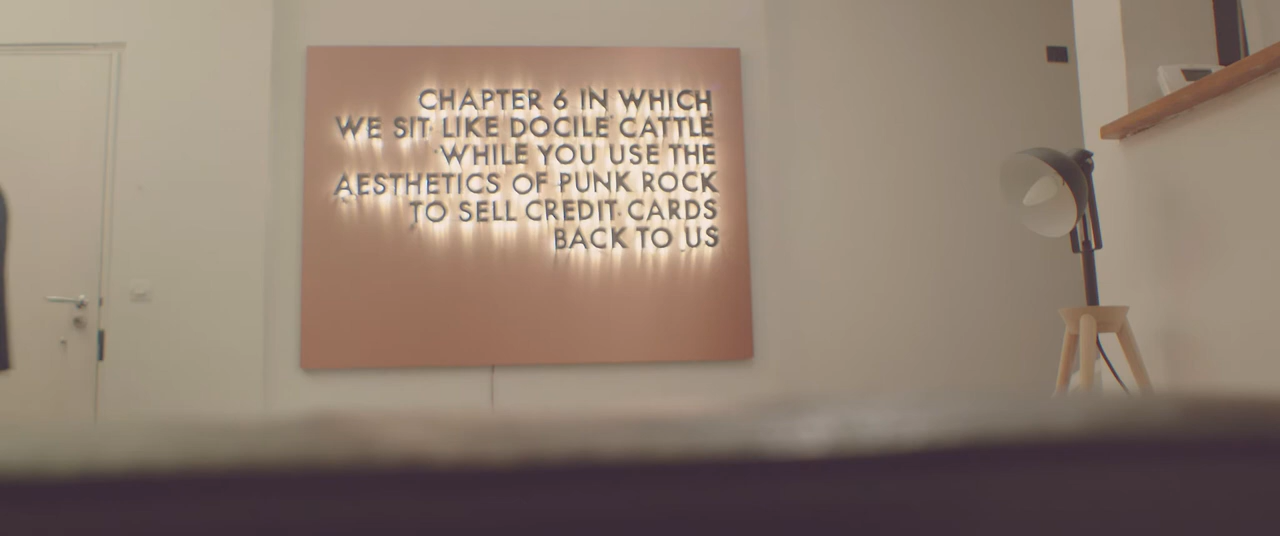 CHAPTER 6 IN WHICH
WE SIT LIKE DOCILE CATTLE
WHILE YOU USE THE
AESTHETICS OF PUNK ROCK
TO SELL CREDIT CARDS
BACK TO US